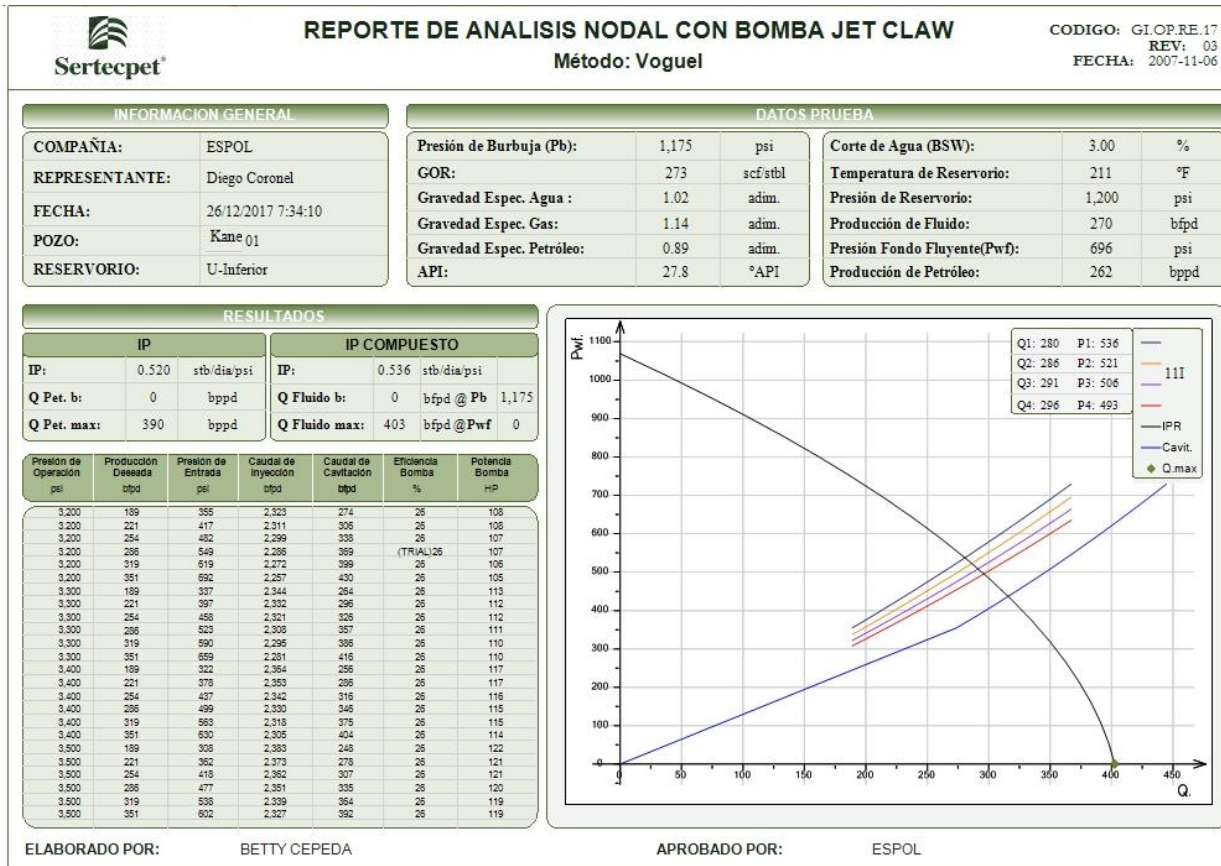 Sertecpet®
REPORTE DE ANALISIS NODAL CON BOMBA JET CLAW
Método: Voguel
CODIGO: GI.OP.RE.17
REV: 03
FECHA: 2007-11-06
INFORMACION GENERAL
COMPAÑIA: ESPOL
REPRESENTANTE: Diego Coronel
FECHA: 26/12/2017 7:34:10
POZO: Kane 01
RESERVORIO: U-Inferior
DATOS PRUEBA
Presión de Burbuja (Pb): 1,175 psi
GOR: 273 scf/stbl
Gravedad Espec. Agua : 1.02 adim.
Gravedad Espec. Gas: 1.14 adim.
Gravedad Espec. Petróleo: 0.89 adim.
API: 27.8 °API
Corte de Agua (BSW): 3.00 %
Temperatura de Reservorio: 211 °F
Presión de Reservorio: 1,200 psi
Producción de Fluido: 270 bfpd
Presión Fondo Fluyente(Pwf): 696 psi
Producción de Petróleo: 262 bppd
RESULTADOS
IP
IP: 0.520 stb/dia/psi
Q Pet. b: 0 bppd
Q Pet. max: 390 bppd
IP COMPUESTO
IP: 0.536 stb/dia/psi
Q Fluido b: 0 bfpd @ Pb 1,175
Q Fluido max: 403 bfpd @Pwf 0
Presión de Operación psi Producción Deseada bfpd Presión de Entrada psi Caudal de Inyección bfpd Caudal de Cavitación bfpd Eficiencia Bomba % Potencia Bomba HP
3,200 189 355 2,323 274 26 108
3,200 221 417 2,311 306 26 108
3,200 254 482 2,299 338 26 107
3,200 286 549 2,286 369 (TRIAL)26 107
3,200 319 619 2,272 399 26 106
3,200 351 692 2,257 430 26 105
3,300 189 337 2,344 264 26 113
3,300 221 397 2,332 296 26 112
3,300 254 458 2,321 326 26 112
3,300 286 523 2,308 357 26 111
3,300 319 590 2,295 386 26 110
3,300 351 659 2,281 416 26 110
3,400 189 322 2,364 256 26 117
3,400 221 378 2,353 286 26 117
3,400 254 437 2,342 316 26 116
3,400 286 499 2,330 346 26 115
3,400 319 563 2,318 375 26 115
3,400 351 630 2,305 404 26 114
3,500 189 308 2,383 248 26 122
3,500 221 362 2,373 278 26 121
3,500 254 418 2,362 307 26 121
3,500 286 477 2,351 335 26 120
3,500 319 538 2,339 364 26 119
3,500 351 602 2,327 392 26 119
Pwf.
1100
1000
900
800
700
600
500
400
300
200
100
0
0 50 100 150 200 250 300 350 400 450
Q.
Q1: 280 P1: 536
Q2: 286 P2: 521
Q3: 291 P3: 506
Q4: 296 P4: 493
11I
IPR
Cavit.
Q.max
ELABORADO POR: BETTY CEPEDA
APROBADO POR: ESPOL